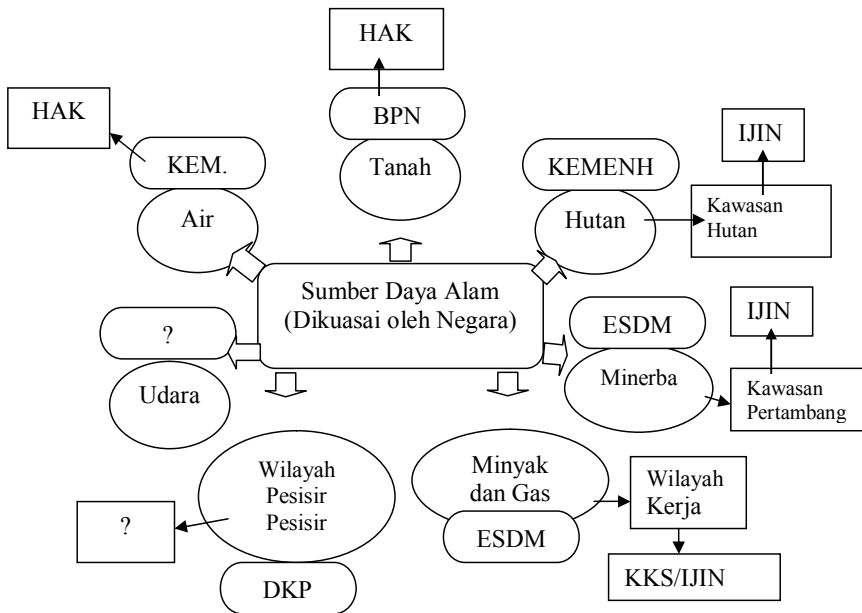 HAK
HAK
BPN
Tanah
KEM.
Air
KEMENH
Hutan
IJIN
Kawasan
Hutan
Sumber Daya Alam
(Dikuasai oleh Negara)
?
Udara
ESDM
Minerba
IJIN
Kawasan
Pertambang
Wilayah
Pesisir
Pesisir
DKP
?
Minyak
dan Gas
ESDM
Wilayah
Kerja
KKS/IJIN